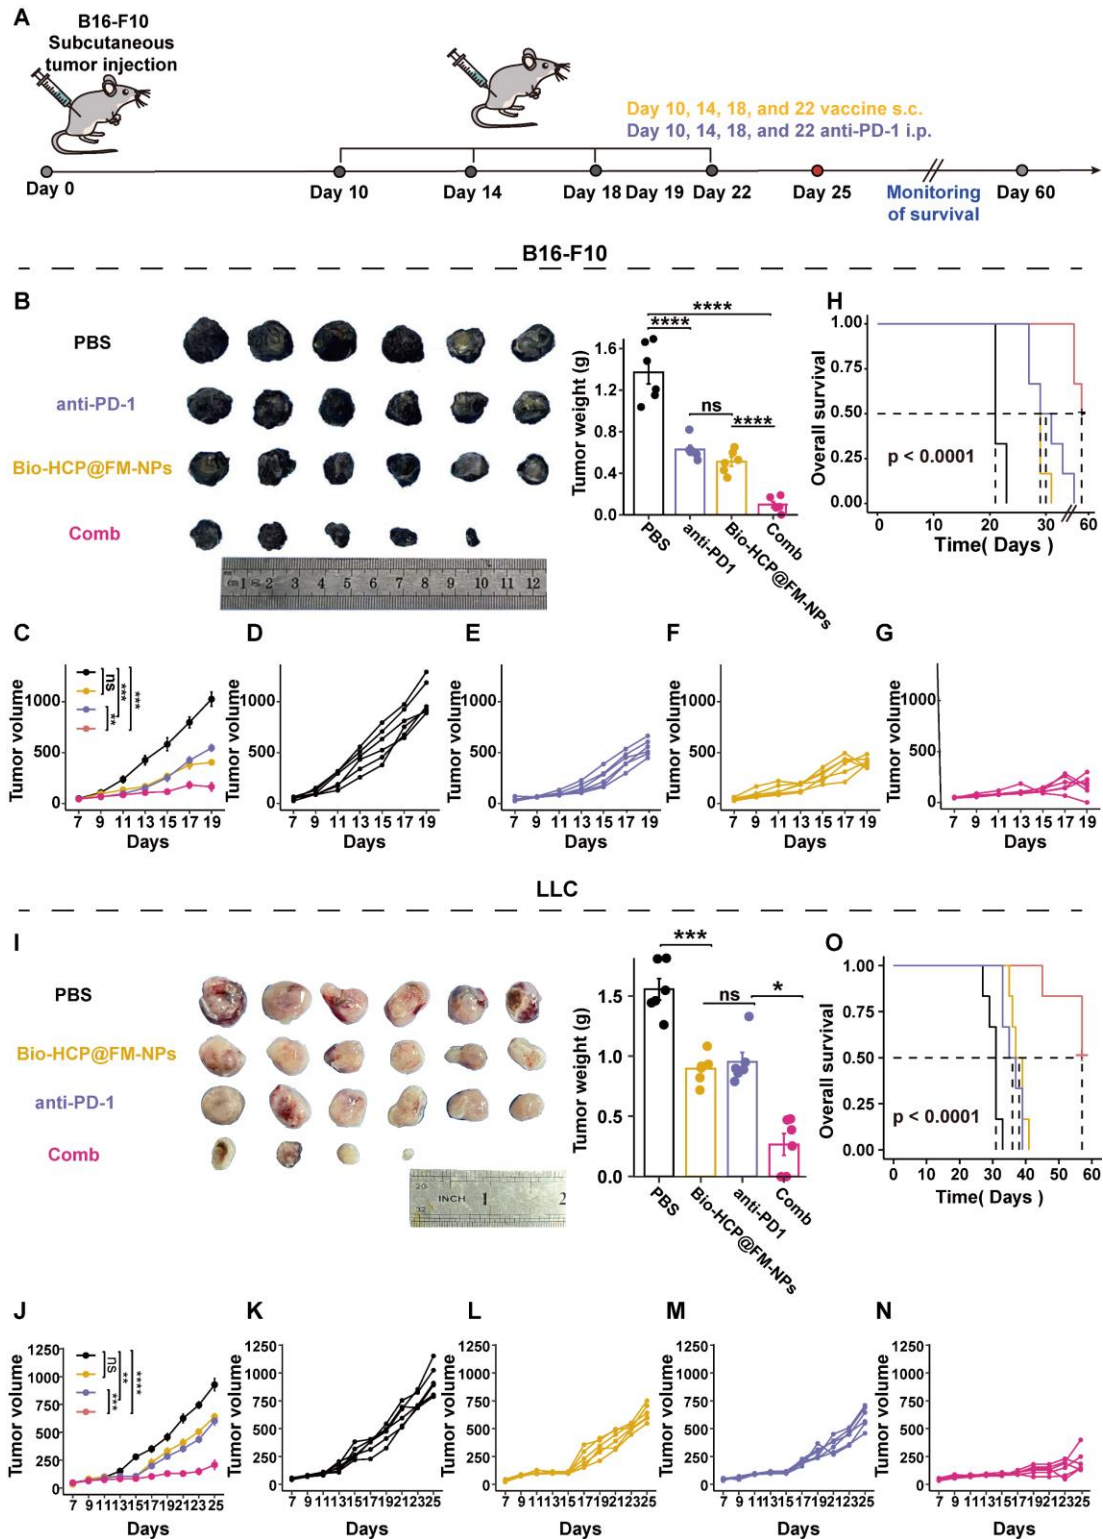 A
B16-F10
Subcutaneous
tumor injection
Day 10, 14, 18, and 22 vaccine s.c.
Day 10, 14, 18, and 22 anti-PD-1 i.p.
Day 0
Day 10
Day 14
Day 18 Day 19 Day 22
Day 25
Monitoring
of survival
Day 60
B16-F10
B
PBS
anti-PD-1
Bio-HCP@FM-NPs
Comb
cm 1 2 3 4 5 6 7 8 9 10 11 12
Tumor weight (g)
1.6
1.2
0.8
0.4
0.0
****
****
ns
****
PBS
anti-PD1
Bio-HCP@FM-NPs
Comb
H
Overall survival
1.00
0.75
0.50
0.25
0.00
p < 0.0001
0 20 30 60
Time( Days )
C
Tumor volume
1000
500
0
ns
***
***
**
7 9 11 13 15 17 19
Days
D
Tumor volume
1000
500
0
7 9 11 13 15 17 19
Days
E
Tumor volume
1000
500
0
7 9 11 13 15 17 19
Days
F
Tumor volume
1000
500
0
7 9 11 13 15 17 19
Days
G
Tumor volume
1000
500
0
7 9 11 13 15 17 19
Days
LLC
I
PBS
Bio-HCP@FM-NPs
anti-PD-1
Comb
20
32
INCH 1 2
Tumor weight (g)
1.5
1.0
0.5
0.0
***
ns
*
PBS
Bio-HCP@FM-NPs
anti-PD1
Comb
O
Overall survival
1.00
0.75
0.50
0.25
0.00
p < 0.0001
0 10 20 30 40 50 60
Time( Days )
J
Tumor volume
1250
1000
750
500
250
0
ns
**
****
***
7 9 11 13 15 17 19 21 23 25
Days
K
Tumor volume
1250
1000
750
500
250
0
7 9 11 13 15 17 19 21 23 25
Days
L
Tumor volume
1250
1000
750
500
250
0
7 9 11 13 15 17 19 21 23 25
Days
M
Tumor volume
1250
1000
750
500
250
0
7 9 11 13 15 17 19 21 23 25
Days
N
Tumor volume
1250
1000
750
500
250
0
7 9 11 13 15 17 19 21 23 25
Days